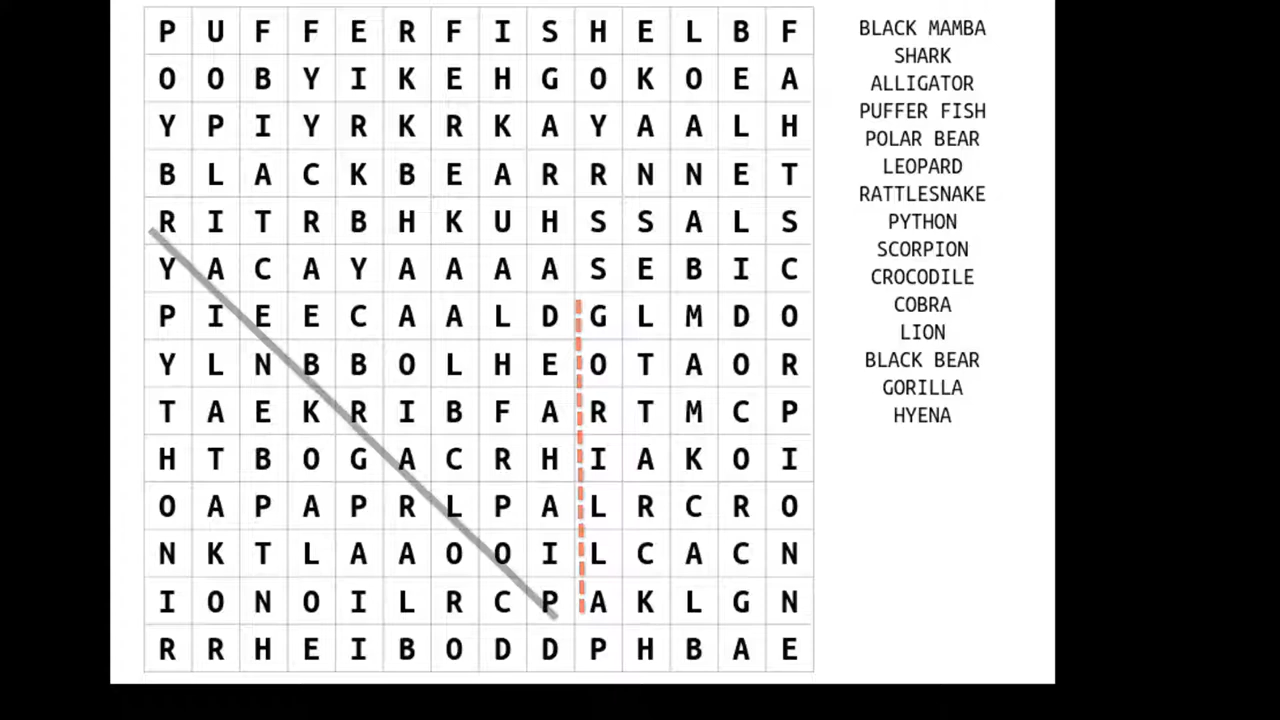 P U F F E R F I S H E L B F
O O B Y I K E H G O K O E A
Y P I Y R K R K A Y A A L H
B L A C K B E A R R N N E T
R I T R B H K U H S S A L S
Y A C A Y A A A A S E B I C
P I E E C A A L D G L M D O
Y L N B B O L H E O T A O R
T A E K R I B F A R T M C P
H T B O G A C R H I A K O I
O A P A P R L P A L R C R O
N K T L A A O O I L C A C N
I O N O I L R C P A K L G N
R R H E I B O D D P H B A E
BLACK MAMBA
SHARK
ALLIGATOR
PUFFER FISH
POLAR BEAR
LEOPARD
RATTLESNAKE
PYTHON
SCORPION
CROCODILE
COBRA
LION
BLACK BEAR
GORILLA
HYENA